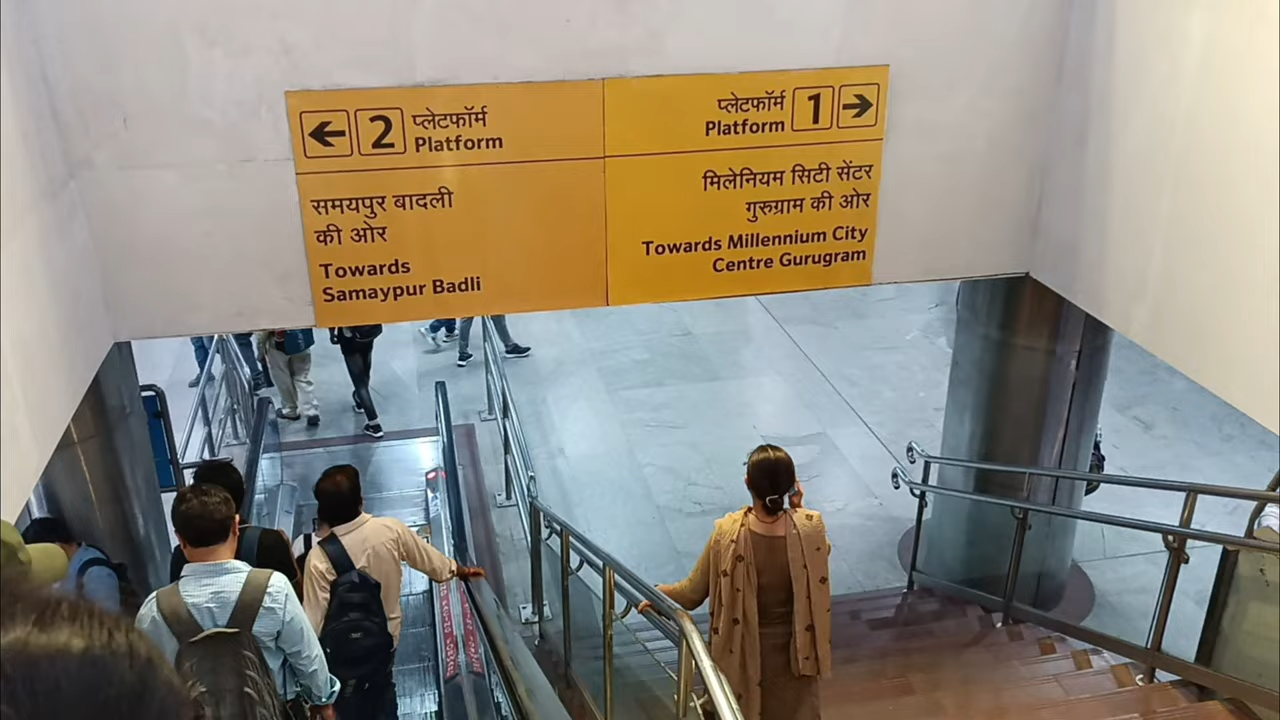 2 प्लेटफॉर्म
Platform
समयपुर बादली
की ओर
Towards
Samaypur Badli
प्लेटफॉर्म 1
Platform
मिलेनियम सिटी सेंटर
गुरुग्राम की ओर
Towards Millennium City
Centre Gurugram